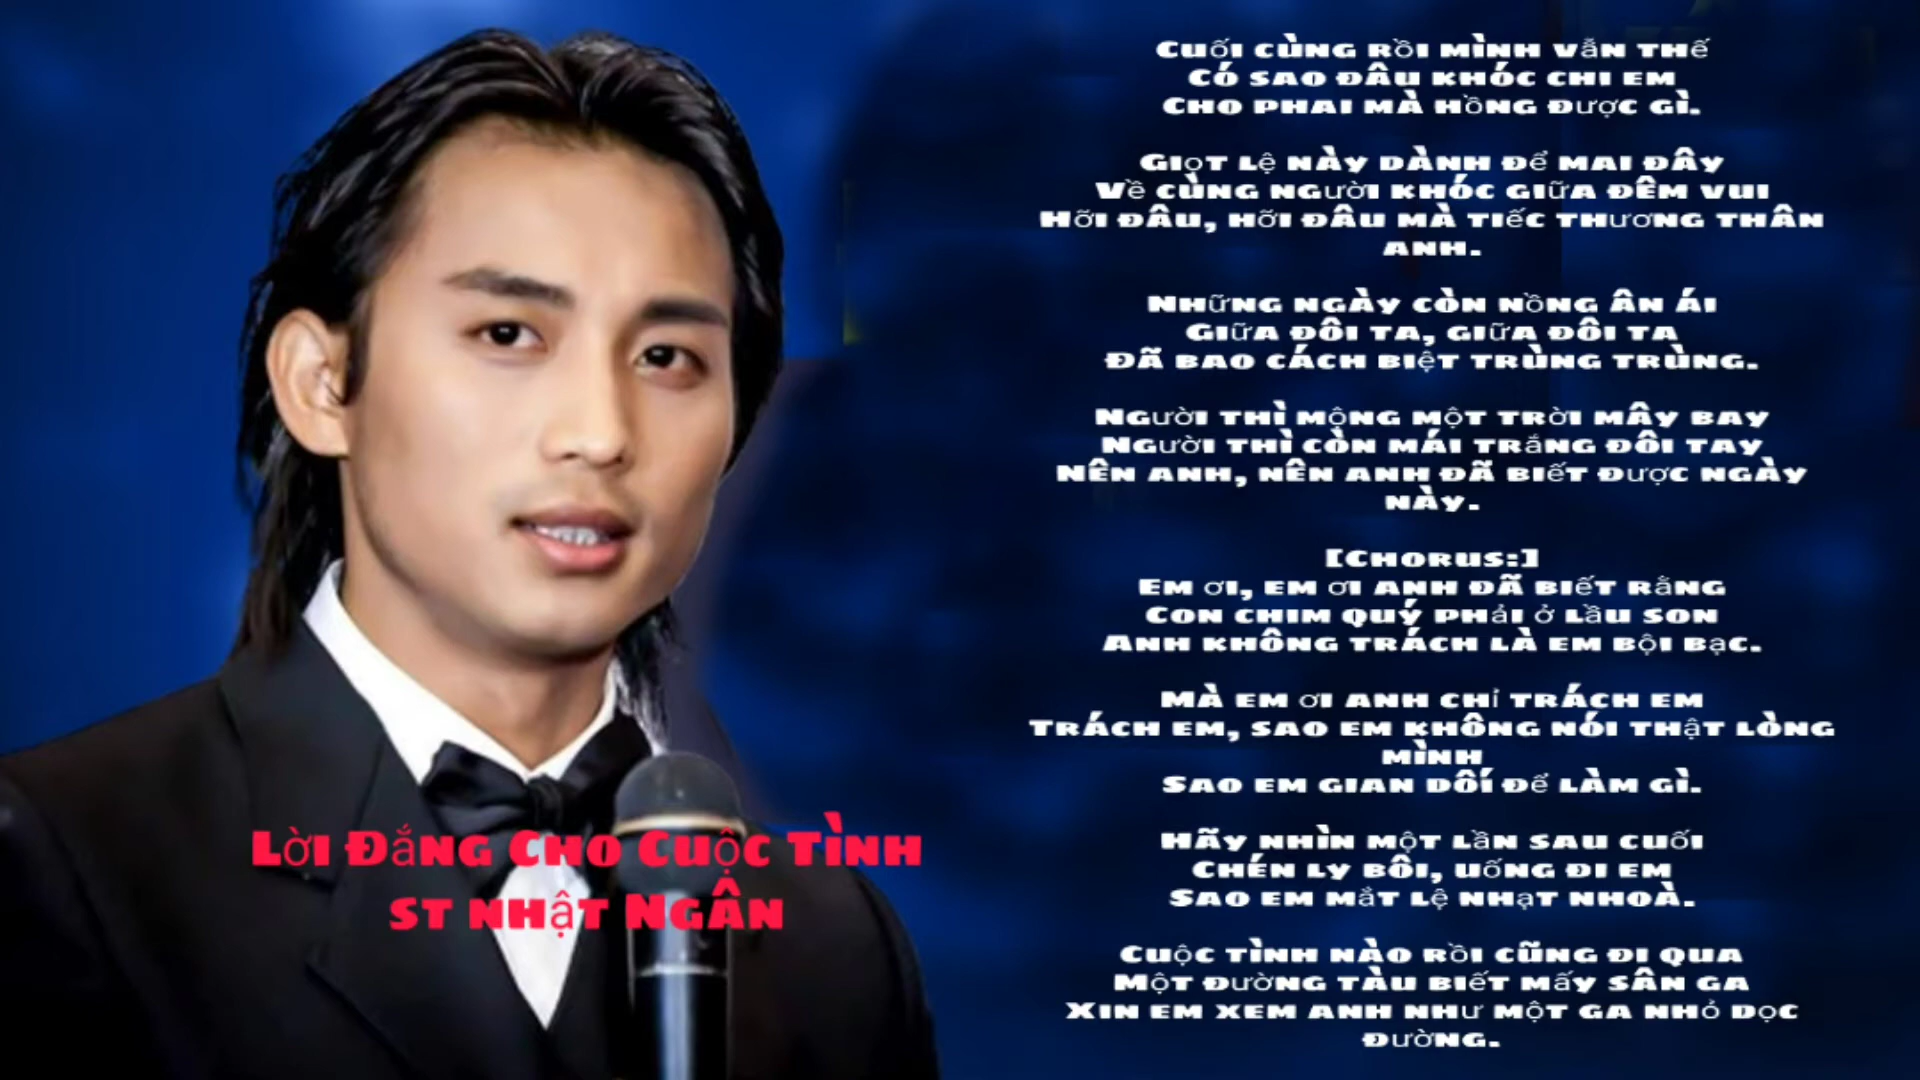 Lời Đắng Cho Cuộc Tình
st nhật Ngân
Cuối cùng rồi mình vẫn thế
Có sao đâu khóc chi em
Cho phai má hồng được gì.
Giọt lệ này dành để mai đây
Về cùng người khóc giữa đêm vui
Hỡi đâu, hỡi đâu mà tiếc thương thân
anh.
Những ngày còn nồng ân ái
Giữa đôi ta, giữa đôi ta
Đã bao cách biệt trùng trùng.
Người thì mộng một trời mây bay
Người thì còn mái trắng đôi tay
Nên anh, nên anh đã biết được ngày
này.
[Chorus:]
Em ơi, em ơi anh đã biết rằng
Con chim quý phải ở lầu son
Anh không trách là em bội bạc.
Mà em ơi anh chỉ trách em
Trách em, sao em không nói thật lòng
mình
Sao em gian dối để làm gì.
Hãy nhìn một lần sau cuối
Chén ly bôi, uống đi em
Sao em mắt lệ nhạt nhoà.
Cuộc tình nào rồi cũng đi qua
Một đường tàu biết mấy sân ga
Xin em xem anh như một ga nhỏ dọc
đường.